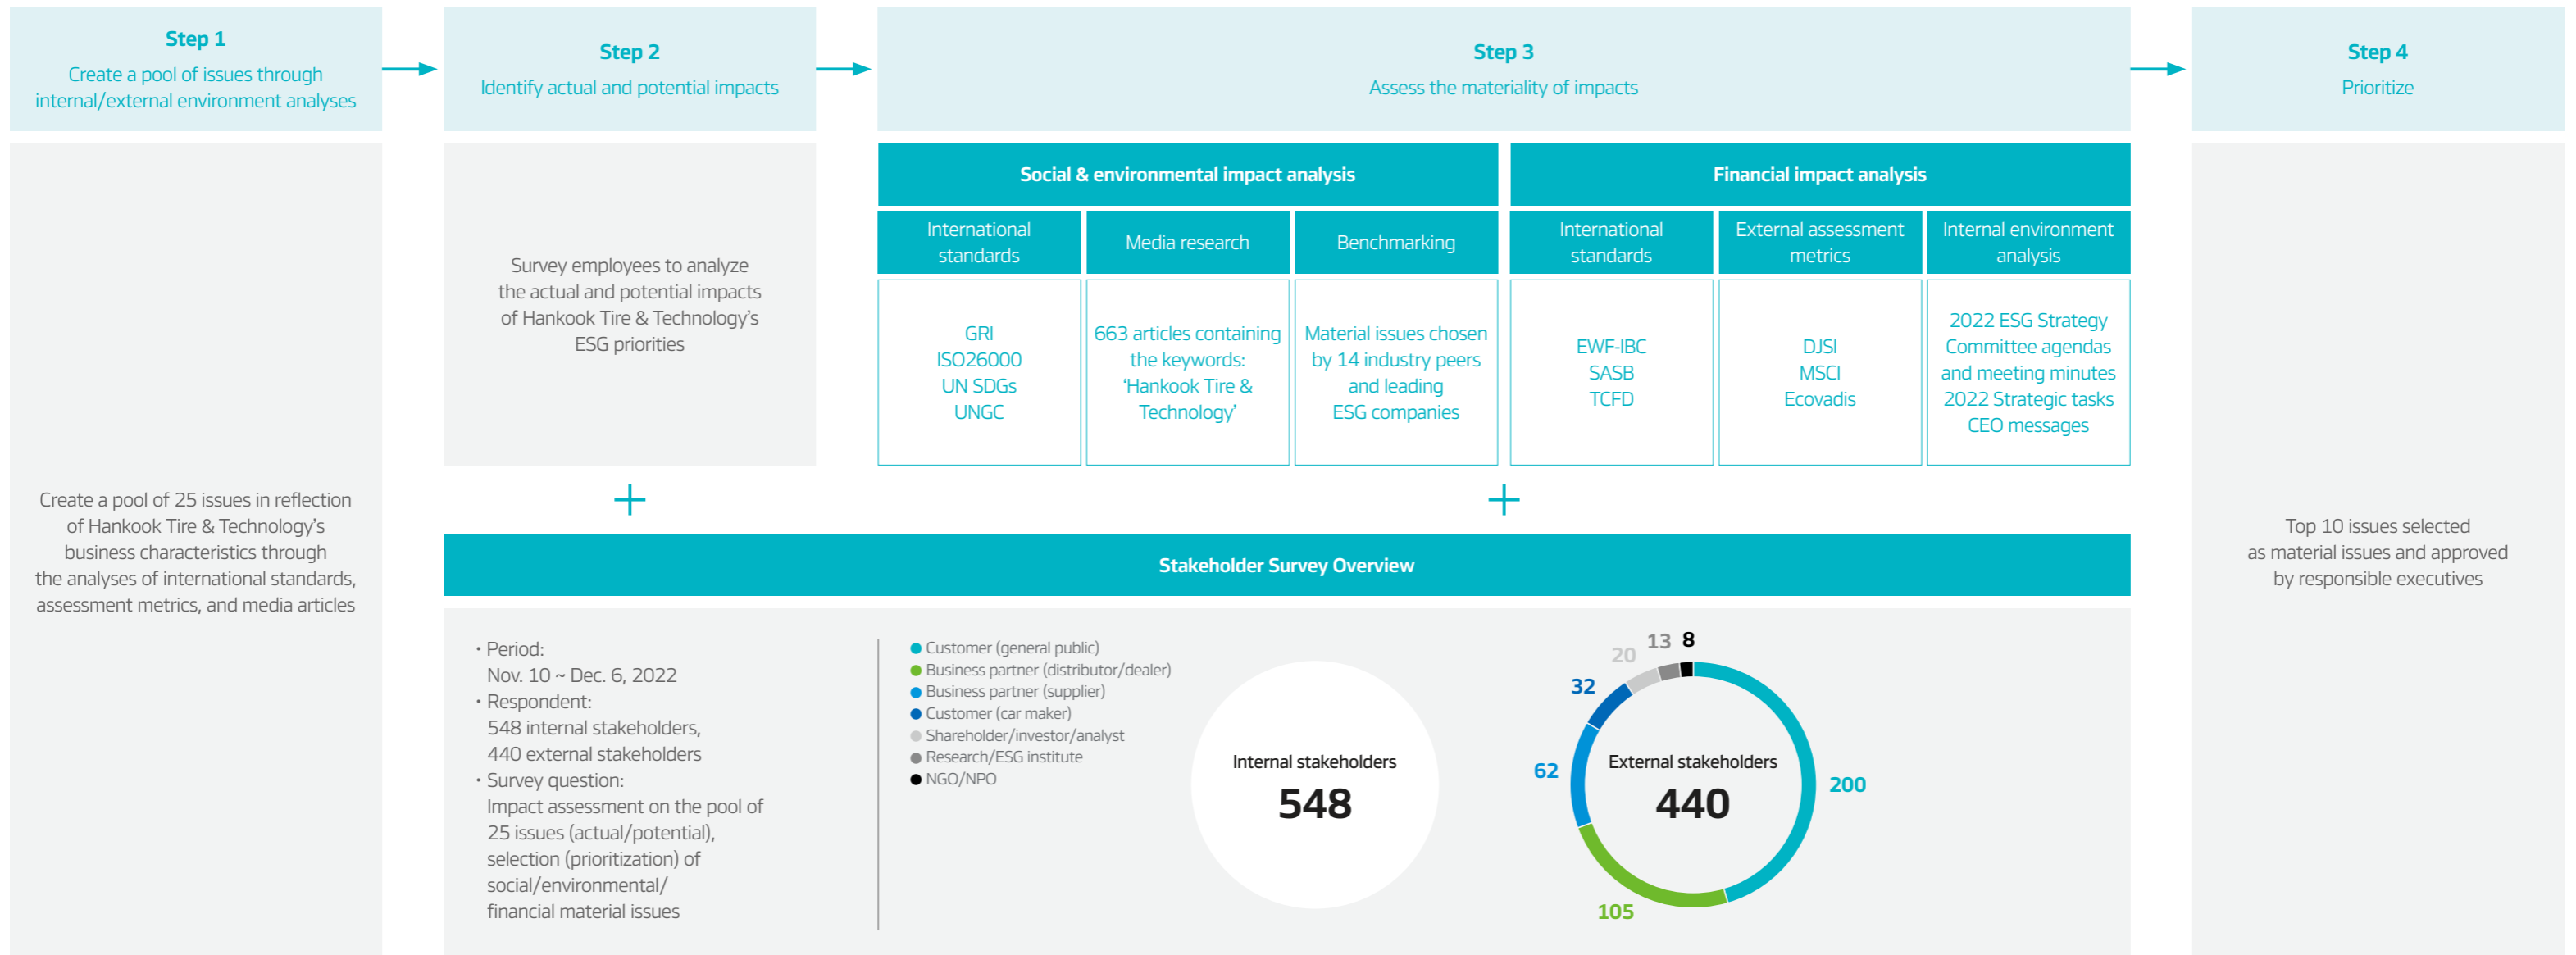 Step 1
Create a pool of issues through
internal/external environment analyses
Create a pool of 25 issues in reflection
of Hankook Tire & Technology's
business characteristics through
the analyses of international standards,
assessment metrics, and media articles
Step 2
Identify actual and potential impacts
Survey employees to analyze
the actual and potential impacts
of Hankook Tire & Technology's
ESG priorities
+
Step 3
Assess the materiality of impacts
Social & environmental impact analysis
International
standards
GRI
ISO26000
UN SDGs
UNGC
Media research
663 articles containing
the keywords:
'Hankook Tire &
Technology'
Benchmarking
Material issues chosen
by 14 industry peers
and leading
ESG companies
Financial impact analysis
International
standards
EWF-IBC
SASB
TCFD
External assessment
metrics
DJSI
MSCI
Ecovadis
Internal environment
analysis
2022 ESG Strategy
Committee agendas
and meeting minutes
2022 Strategic tasks
CEO messages
+
Stakeholder Survey Overview
· Period:
Nov. 10 ~ Dec. 6, 2022
· Respondent:
548 internal stakeholders,
440 external stakeholders
· Survey question:
Impact assessment on the pool of
25 issues (actual/potential),
selection (prioritization) of
social/environmental/
financial material issues
Customer (general public)
Business partner (distributor/dealer)
Business partner (supplier)
Customer (car maker)
Shareholder/investor/analyst
Research/ESG institute
NGO/NPO
Internal stakeholders
548
External stakeholders
440
200
105
62
32
20
13
8
Step 4
Prioritize
Top 10 issues selected
as material issues and approved
by responsible executives